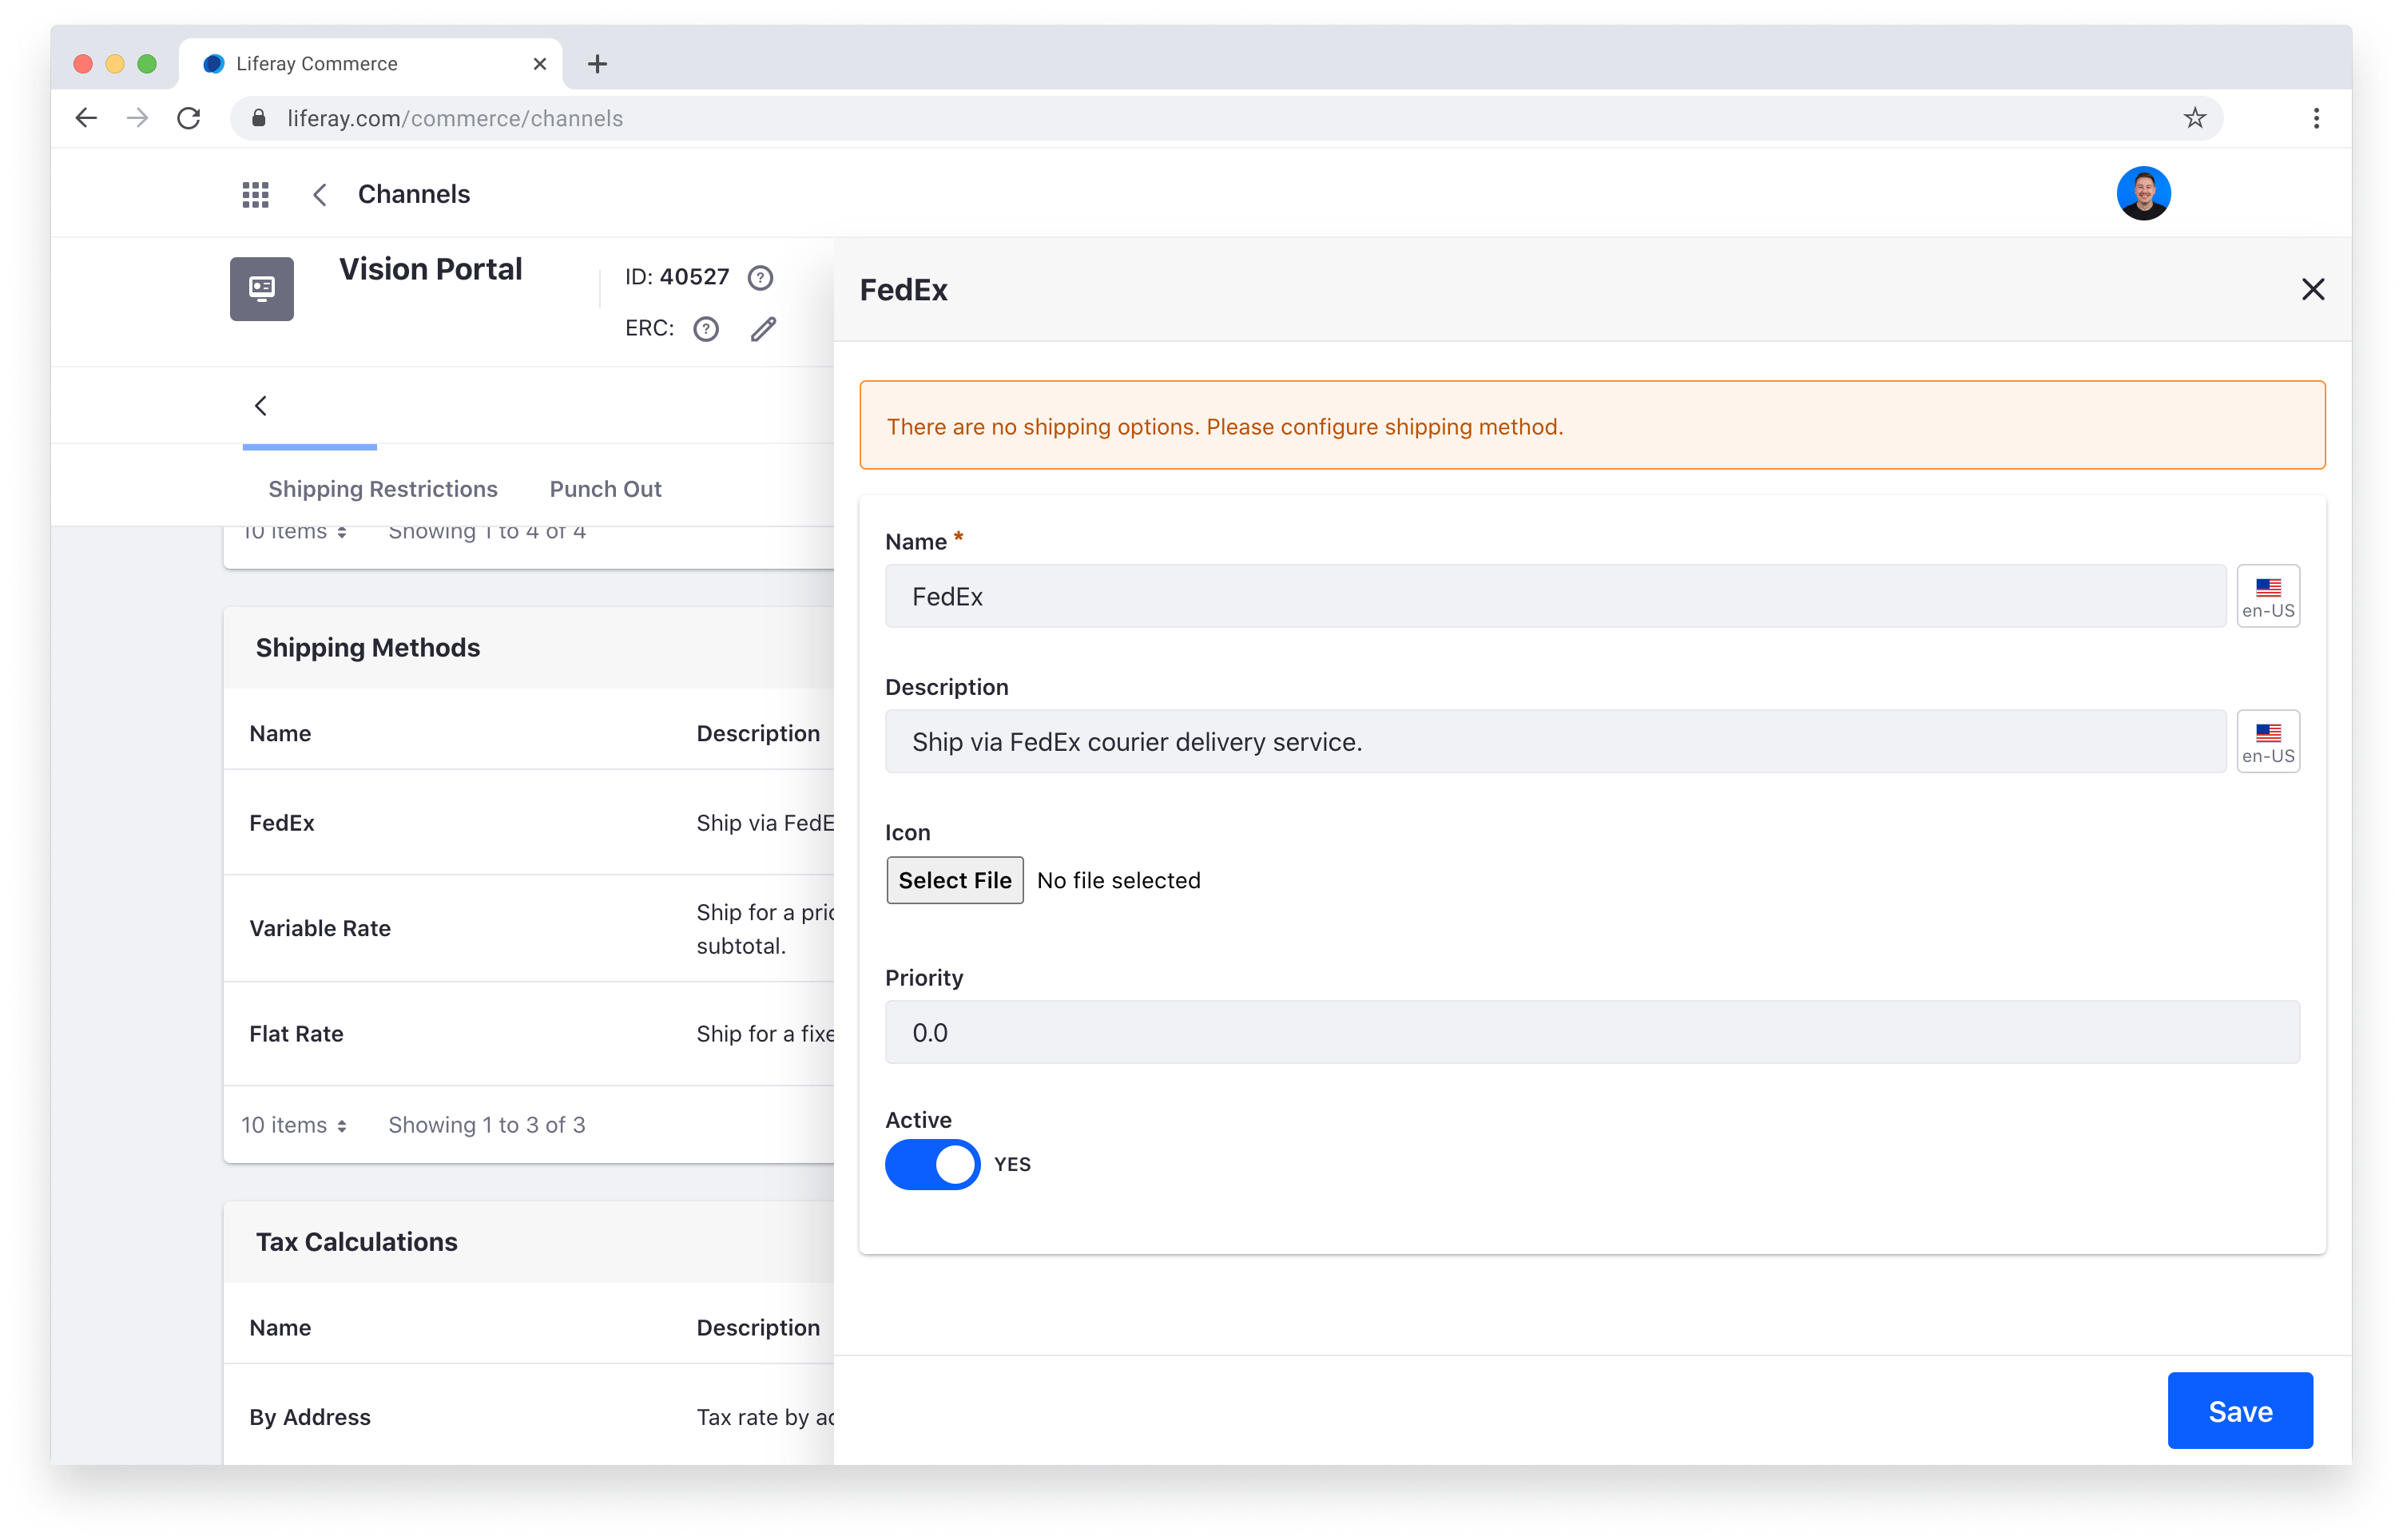 Liferay Commerce
liferay.com/commerce/channels
Channels
Vision Portal
ID: 40527
ERC:
Shipping Restrictions
Punch Out
10 items
Showing 1 to 4 of 4
Shipping Methods
Name
Description
FedEx
Ship via FedE
Variable Rate
Ship for a pric
subtotal.
Flat Rate
Ship for a fixe
10 items
Showing 1 to 3 of 3
Tax Calculations
Name
Description
By Address
Tax rate by ad
FedEx
There are no shipping options. Please configure shipping method.
Name *
FedEx
en-US
Description
Ship via FedEx courier delivery service.
en-US
Icon
Select File
No file selected
Priority
0.0
Active
YES
Save